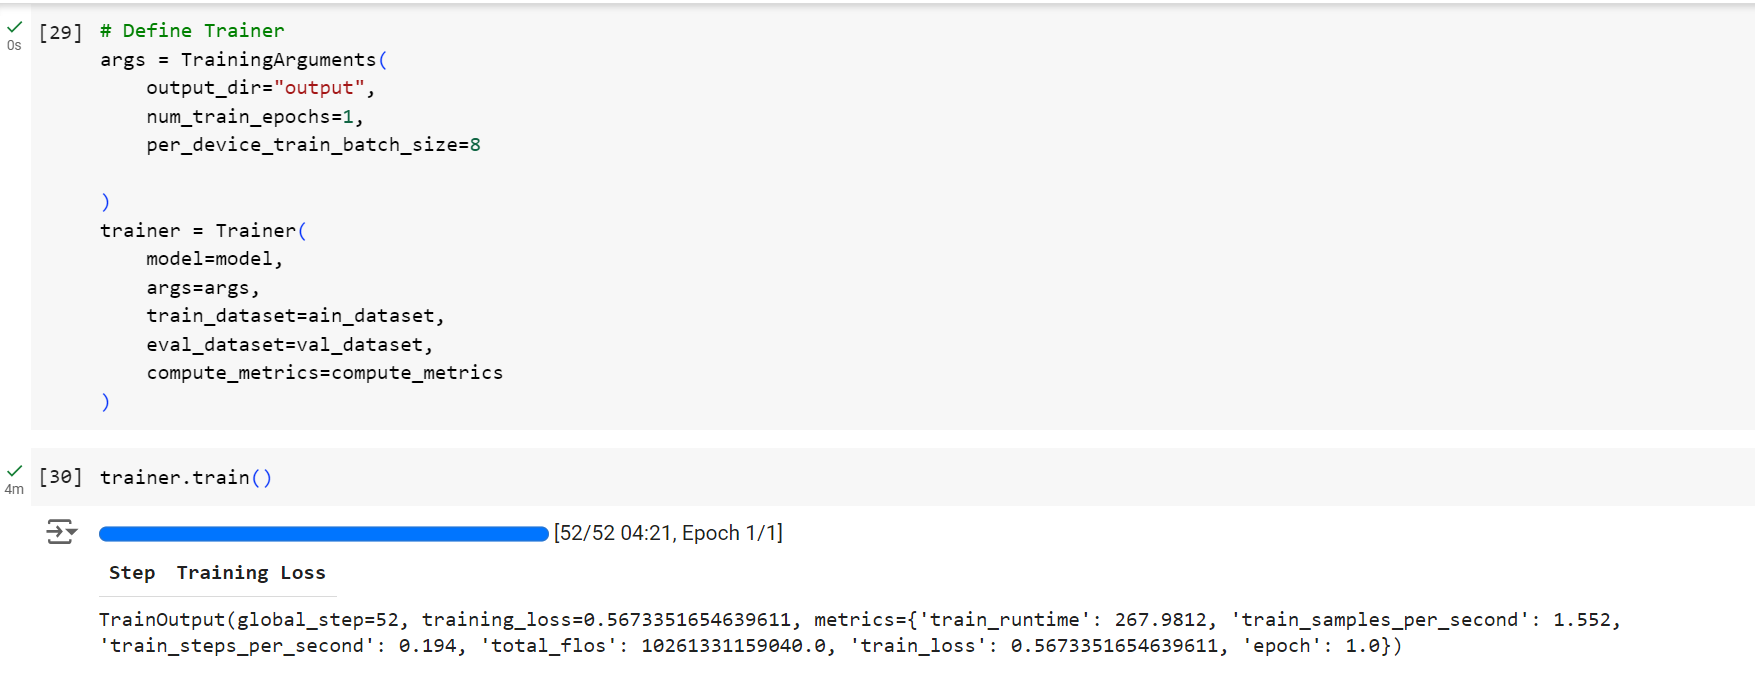 [29] # Define Trainer
0s
args = TrainingArguments(
output_dir="output",
num_train_epochs=1,
per_device_train_batch_size=8
)
trainer = Trainer(
model=model,
args=args,
train_dataset=ain_dataset,
eval_dataset=val_dataset,
compute_metrics=compute_metrics
)
[30] trainer.train()
4m
[52/52 04:21, Epoch 1/1]
Step Training Loss
TrainOutput(global_step=52, training_loss=0.5673351654639611, metrics={'train_runtime': 267.9812, 'train_samples_per_second': 1.552,
'train_steps_per_second': 0.194, 'total_flos': 10261331159040.0, 'train_loss': 0.5673351654639611, 'epoch': 1.0})